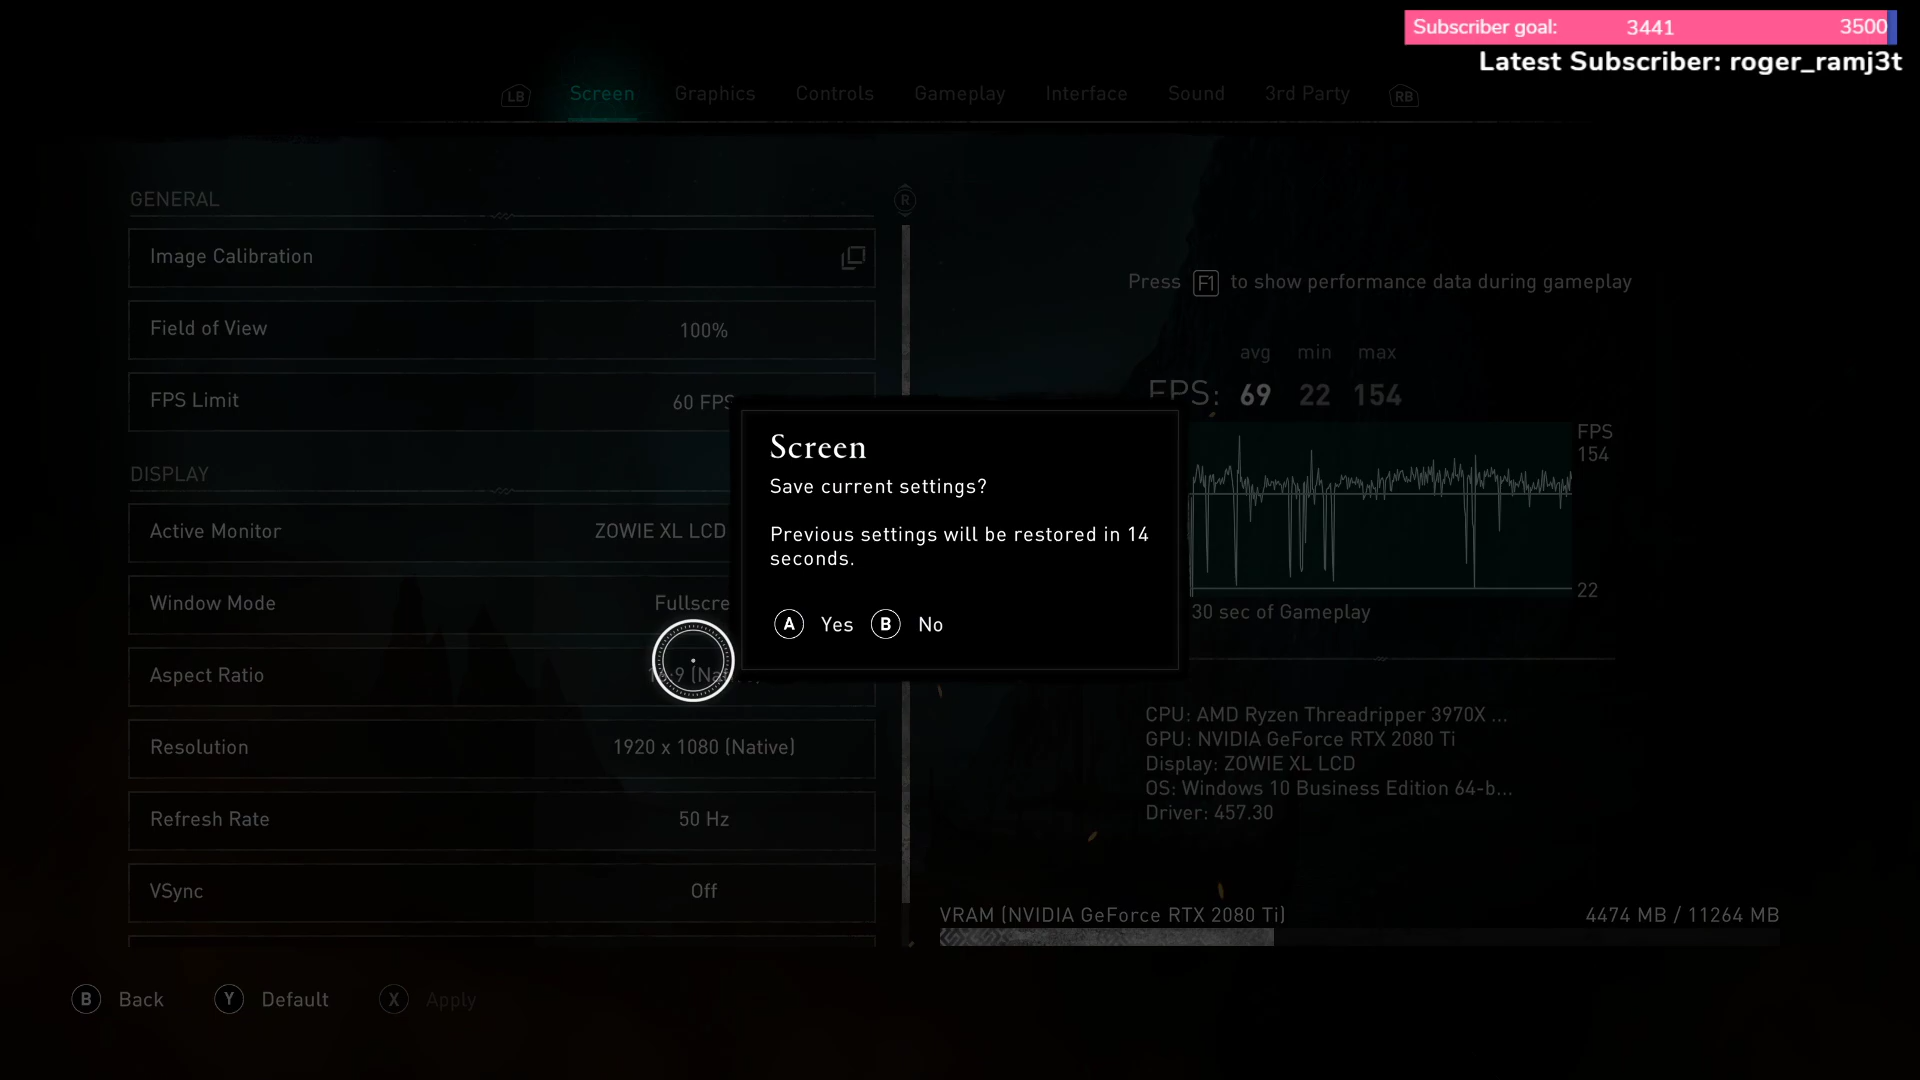 Subscriber goal: 3441 3500
Latest Subscriber: roger_ramj3t
LB Screen Graphics Controls Gameplay Interface Sound 3rd Party RB
GENERAL
R
Image Calibration
Field of View 100%
FPS Limit 60 FPS
DISPLAY
Active Monitor ZOWIE XL LCD
Window Mode Fullscre
Aspect Ratio :9 (Na
Resolution 1920 x 1080 (Native)
Refresh Rate 50 Hz
VSync Off
Screen
Save current settings?
Previous settings will be restored in 14
seconds.
A Yes B No
Press F1 to show performance data during gameplay
avg min max
FPS: 69 22 154
FPS
154
22
30 sec of Gameplay
CPU: AMD Ryzen Threadripper 3970X ...
GPU: NVIDIA GeForce RTX 2080 Ti
Display: ZOWIE XL LCD
OS: Windows 10 Business Edition 64-b...
Driver: 457.30
VRAM (NVIDIA GeForce RTX 2080 Ti) 4474 MB / 11264 MB
B Back Y Default X Apply